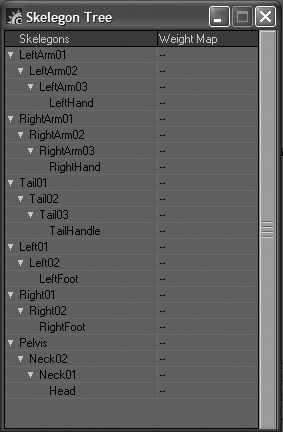 Skelegon Tree
Skelegons Weight Map
LeftArm01 --
LeftArm02 --
LeftArm03 --
LeftHand --
RightArm01 --
RightArm02 --
RightArm03 --
RightHand --
Tail01 --
Tail02 --
Tail03 --
TailHandle --
Left01 --
Left02 --
LeftFoot --
Right01 --
Right02 --
RightFoot --
Pelvis --
Neck02 --
Neck01 --
Head --